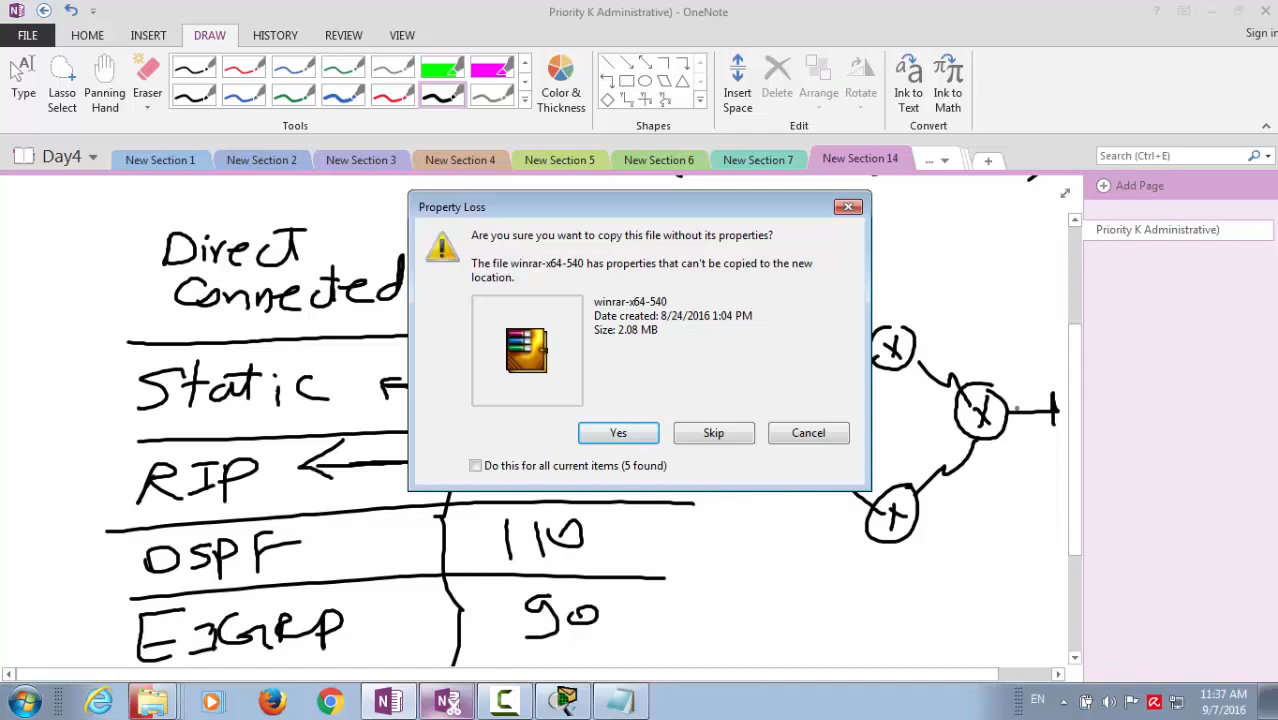 Priority K Administrative) - OneNote
FILE HOME INSERT DRAW HISTORY REVIEW VIEW
Sign in
Type Lasso Select Panning Hand Eraser
Color & Thickness
Insert Space Delete Arrange Rotate
Ink to Text Ink to Math
Tools Shapes Edit Convert
Day4 New Section 1 New Section 2 New Section 3 New Section 4 New Section 5 New Section 6 New Section 7 New Section 14 ...
Search (Ctrl+E)
Add Page
Priority K Administrative)
Property Loss
Are you sure you want to copy this file without its properties?
The file winrar-x64-540 has properties that can't be copied to the new
location.
winrar-x64-540
Date created: 8/24/2016 1:04 PM
Size: 2.08 MB
Yes Skip Cancel
Do this for all current items (5 found)
Direct
Connected
Static
RIP
OSPF 110
EIGRP 90
X
X
X
EN
11:37 AM
9/7/2016